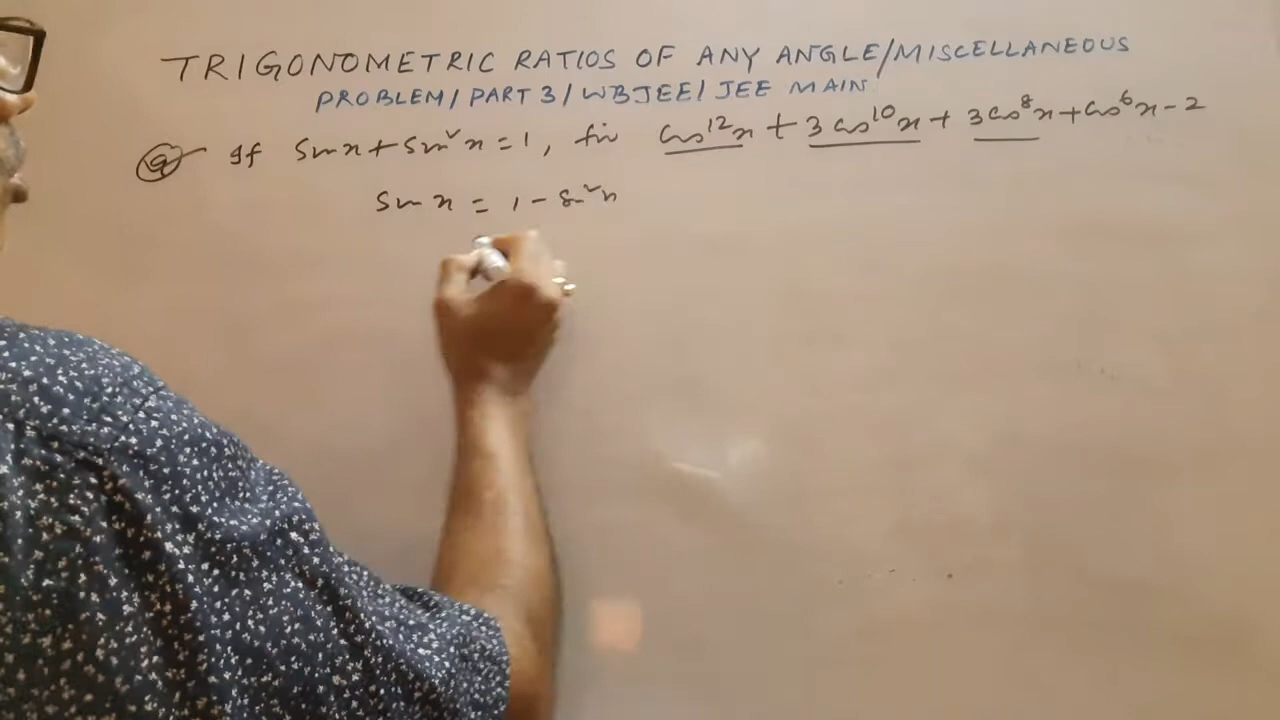 TRIGONOMETRIC RATIOS OF ANY ANGLE/MISCELLANEOUS
PROBLEM/ PART 3/ WBJEE/ JEE MAIN
Q If sin x + sin² x = 1, fin cos¹² x + 3 cos¹⁰ x + 3 cos⁸ x + cos⁶ x - 2
sin x = 1 - sin² x